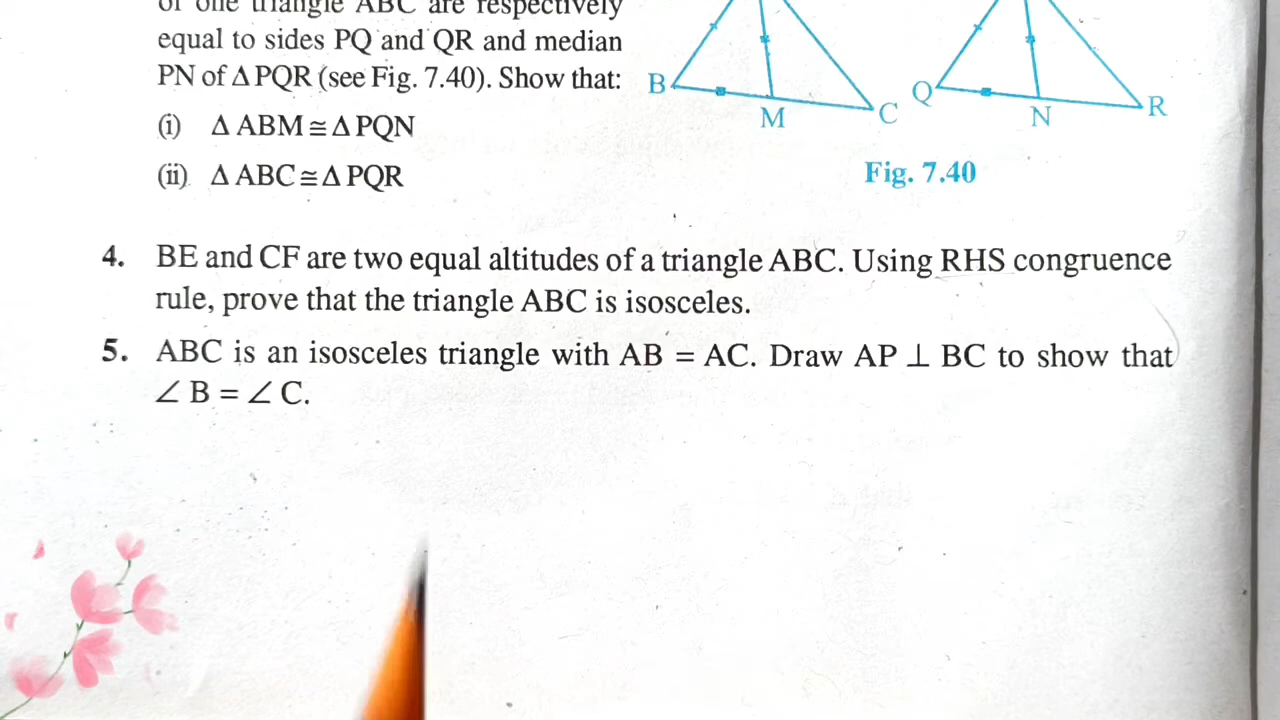 of one triangle ABC are respectively
equal to sides PQ and QR and median
PN of Δ PQR (see Fig. 7.40). Show that:
(i) Δ ABM ≅ Δ PQN
(ii) Δ ABC ≅ Δ PQR
B
M
C
Q
N
R
Fig. 7.40
4. BE and CF are two equal altitudes of a triangle ABC. Using RHS congruence
rule, prove that the triangle ABC is isosceles.
5. ABC is an isosceles triangle with AB = AC. Draw AP ⊥ BC to show that
∠ B = ∠ C.